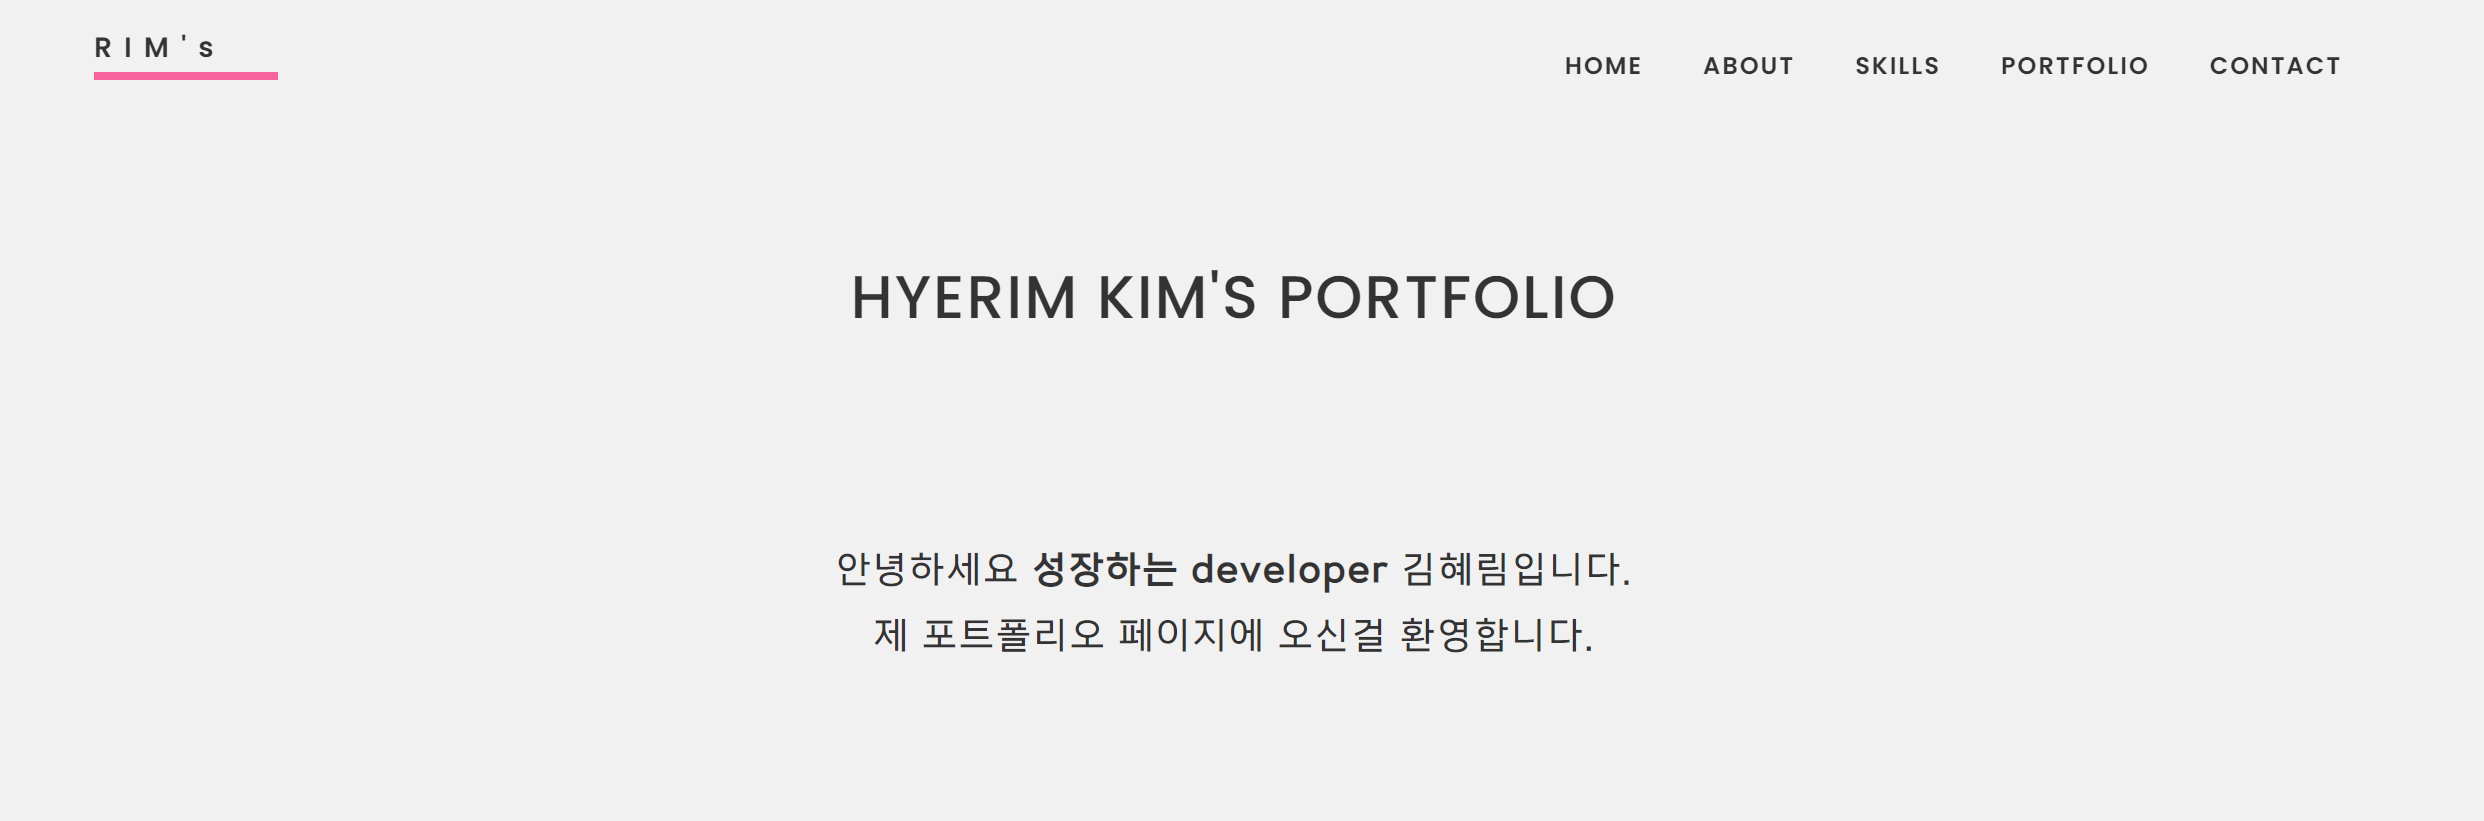 R I M ' s
HOME ABOUT SKILLS PORTFOLIO CONTACT
HYERIM KIM'S PORTFOLIO
안녕하세요 성장하는 developer 김혜림입니다.
제 포트폴리오 페이지에 오신걸 환영합니다.